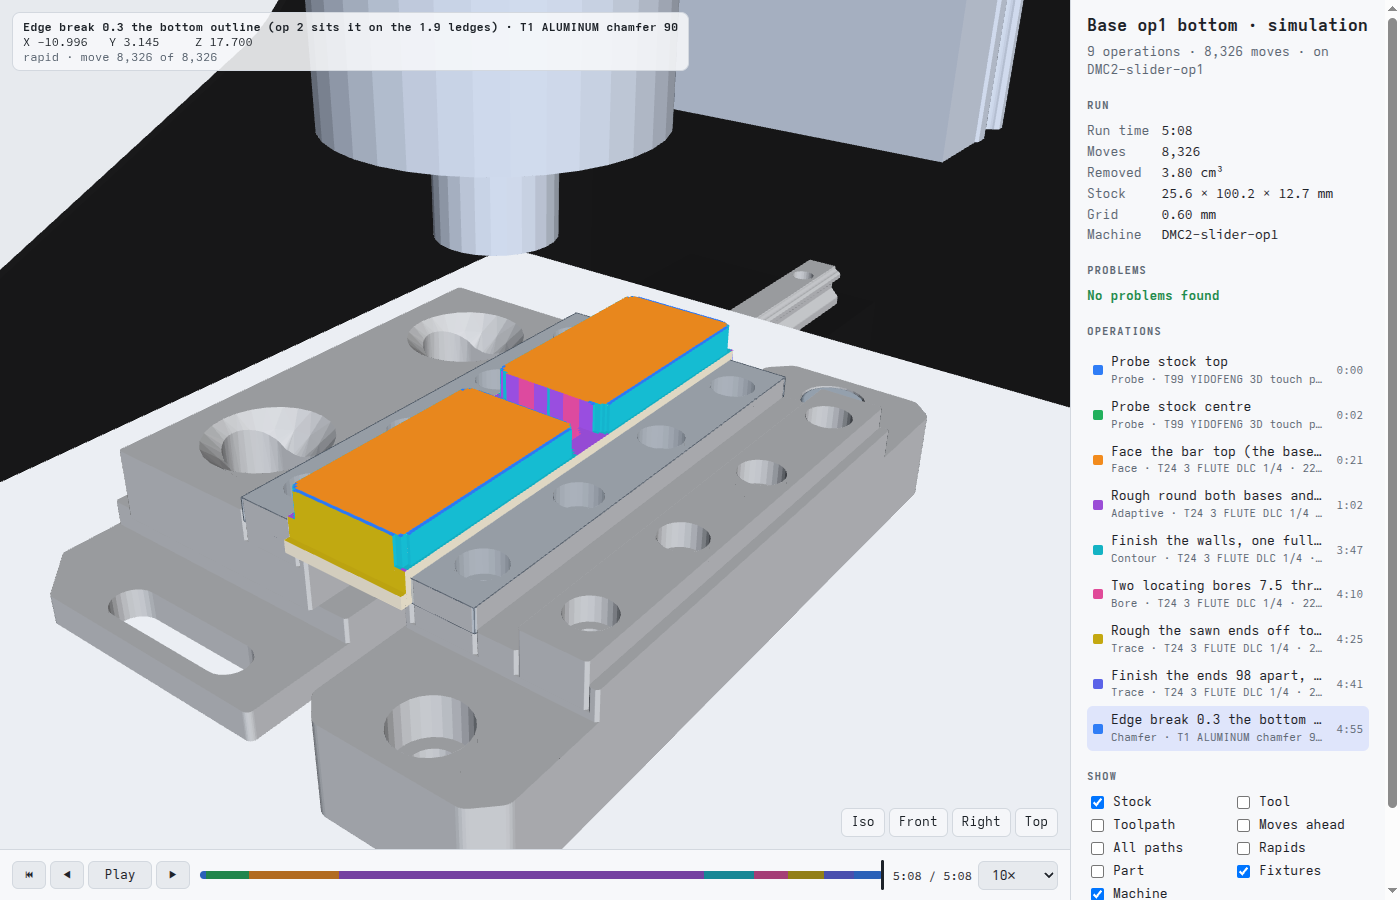 Edge break 0.3 the bottom outline (op 2 sits it on the 1.9 ledges) · T1 ALUMINUM chamfer 90
X -10.996 Y 3.145 Z 17.700
rapid · move 8,326 of 8,326
Iso Front Right Top
⏮ ◀ Play ▶ 5:08 / 5:08 10×
Base op1 bottom · simulation
9 operations · 8,326 moves · on
DMC2-slider-op1
RUN
Run time 5:08
Moves 8,326
Removed 3.80 cm³
Stock 25.6 × 100.2 × 12.7 mm
Grid 0.60 mm
Machine DMC2-slider-op1
PROBLEMS
No problems found
OPERATIONS
Probe stock top 0:00
Probe · T99 YIDOFENG 3D touch p…
Probe stock centre 0:02
Probe · T99 YIDOFENG 3D touch p…
Face the bar top (the base… 0:21
Face · T24 3 FLUTE DLC 1/4 · 22…
Rough round both bases and… 1:02
Adaptive · T24 3 FLUTE DLC 1/4 …
Finish the walls, one full… 3:47
Contour · T24 3 FLUTE DLC 1/4 ·…
Two locating bores 7.5 thr… 4:10
Bore · T24 3 FLUTE DLC 1/4 · 22…
Rough the sawn ends off to… 4:25
Trace · T24 3 FLUTE DLC 1/4 · 2…
Finish the ends 98 apart, … 4:41
Trace · T24 3 FLUTE DLC 1/4 · 2…
Edge break 0.3 the bottom … 4:55
Chamfer · T1 ALUMINUM chamfer 9…
SHOW
Stock Tool
Toolpath Moves ahead
All paths Rapids
Part Fixtures
Machine